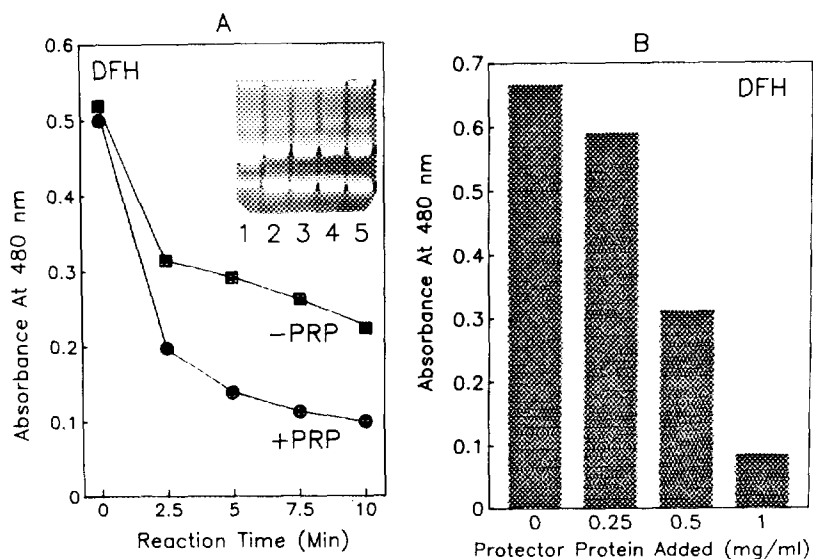 A
DFH
0.6
0.5
0.4
0.3
0.2
0.1
0
Absorbance At 480 nm
1 2 3 4 5
−PRP
+PRP
0 2.5 5 7.5 10
Reaction Time (Min)
B
DFH
0.7
0.6
0.5
0.4
0.3
0.2
0.1
0
Absorbance At 480 nm
0 0.25 0.5 1
Protector Protein Added (mg/ml)